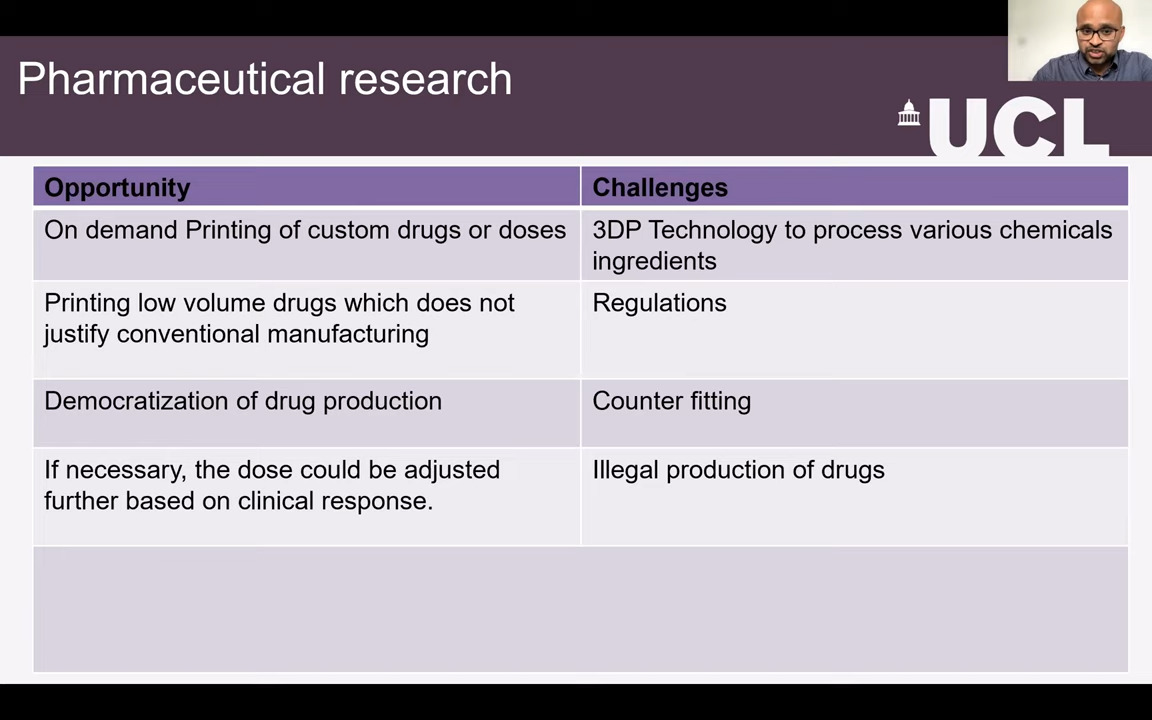 Pharmaceutical research
UCL
Opportunity
Challenges
On demand Printing of custom drugs or doses
3DP Technology to process various chemicals
ingredients
Printing low volume drugs which does not
justify conventional manufacturing
Regulations
Democratization of drug production
Counter fitting
If necessary, the dose could be adjusted
further based on clinical response.
Illegal production of drugs